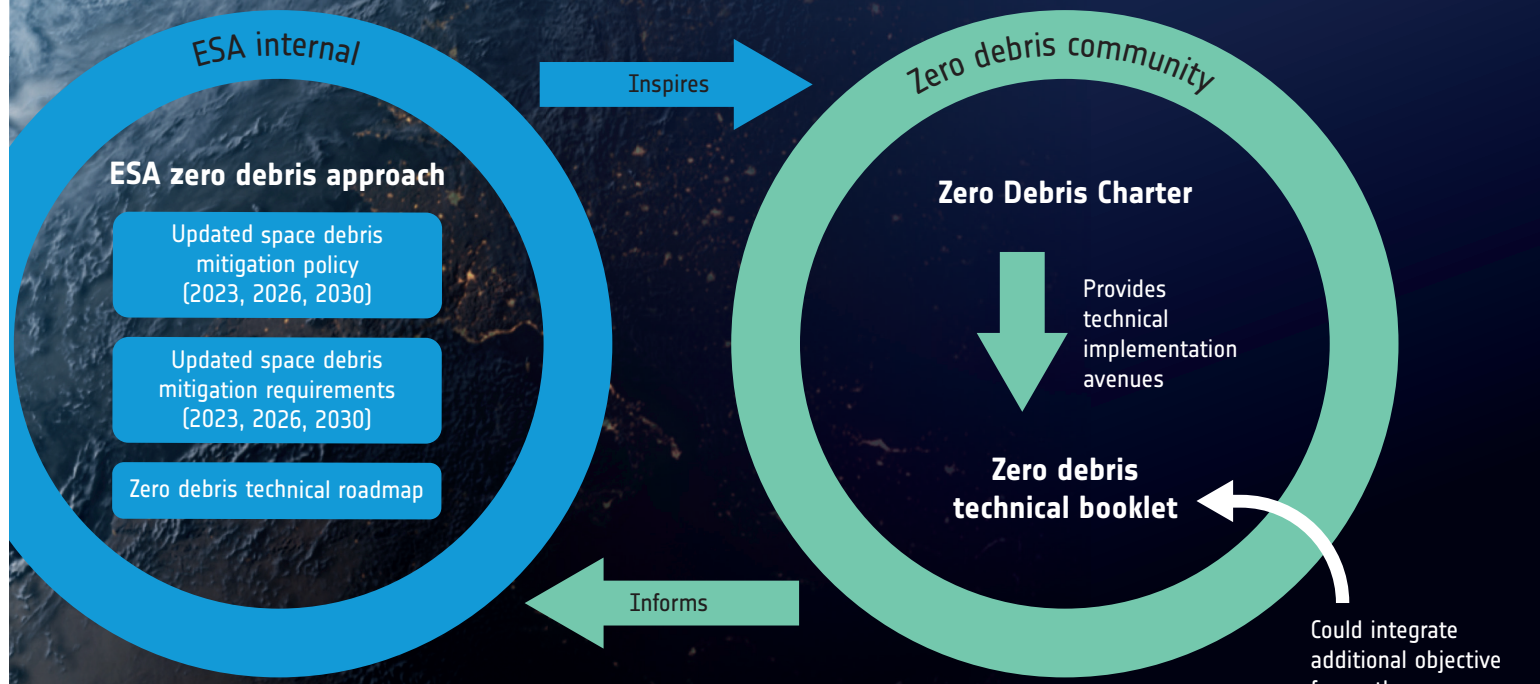 ESA internal
ESA zero debris approach
Updated space debris
mitigation policy
(2023, 2026, 2030)
Updated space debris
mitigation requirements
(2023, 2026, 2030)
Zero debris technical roadmap
Inspires
Informs
Zero debris community
Zero Debris Charter
Provides
technical
implementation
avenues
Zero debris
technical booklet
Could integrate
additional objective